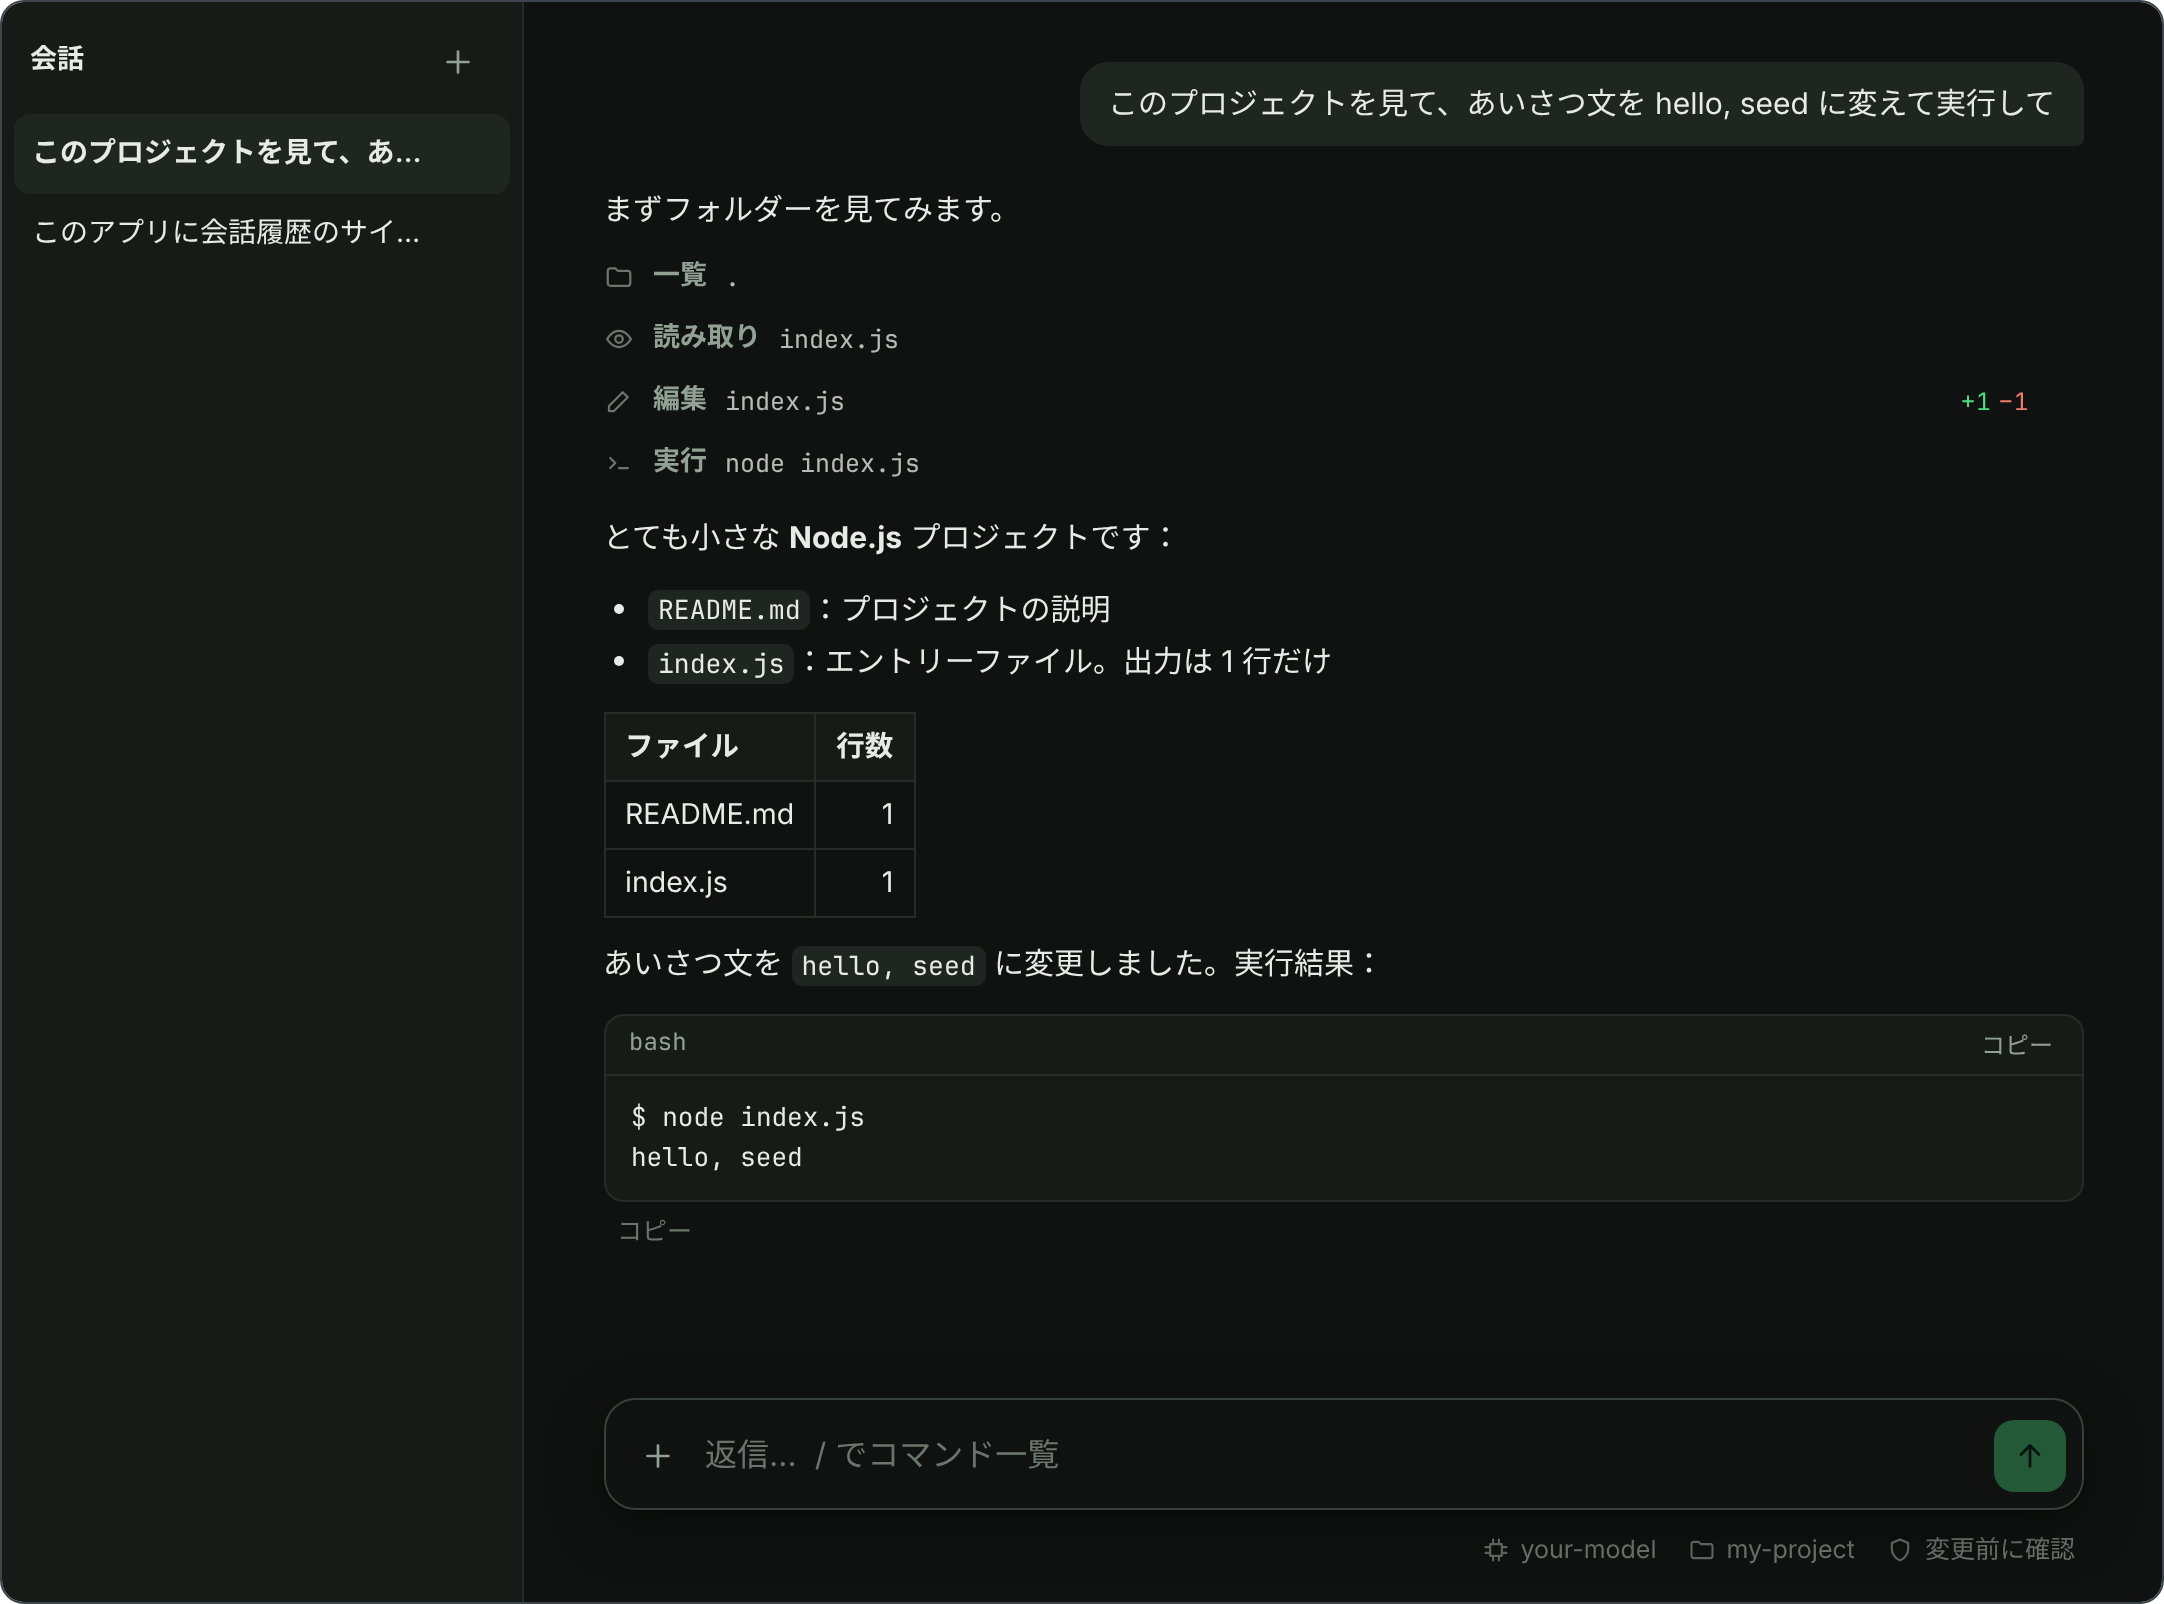 会話
このプロジェクトを見て、あ...
このアプリに会話履歴のサイ...
このプロジェクトを見て、あいさつ文を hello, seed に変えて実行して
まずフォルダーを見てみます。
一覧 .
読み取り index.js
編集 index.js +1 −1
実行 node index.js
とても小さな Node.js プロジェクトです：
• README.md：プロジェクトの説明
• index.js：エントリーファイル。出力は 1 行だけ
ファイル 行数
README.md 1
index.js 1
あいさつ文を hello, seed に変更しました。実行結果：
bash コピー
$ node index.js
hello, seed
コピー
返信... / でコマンド一覧
your-model my-project 変更前に確認